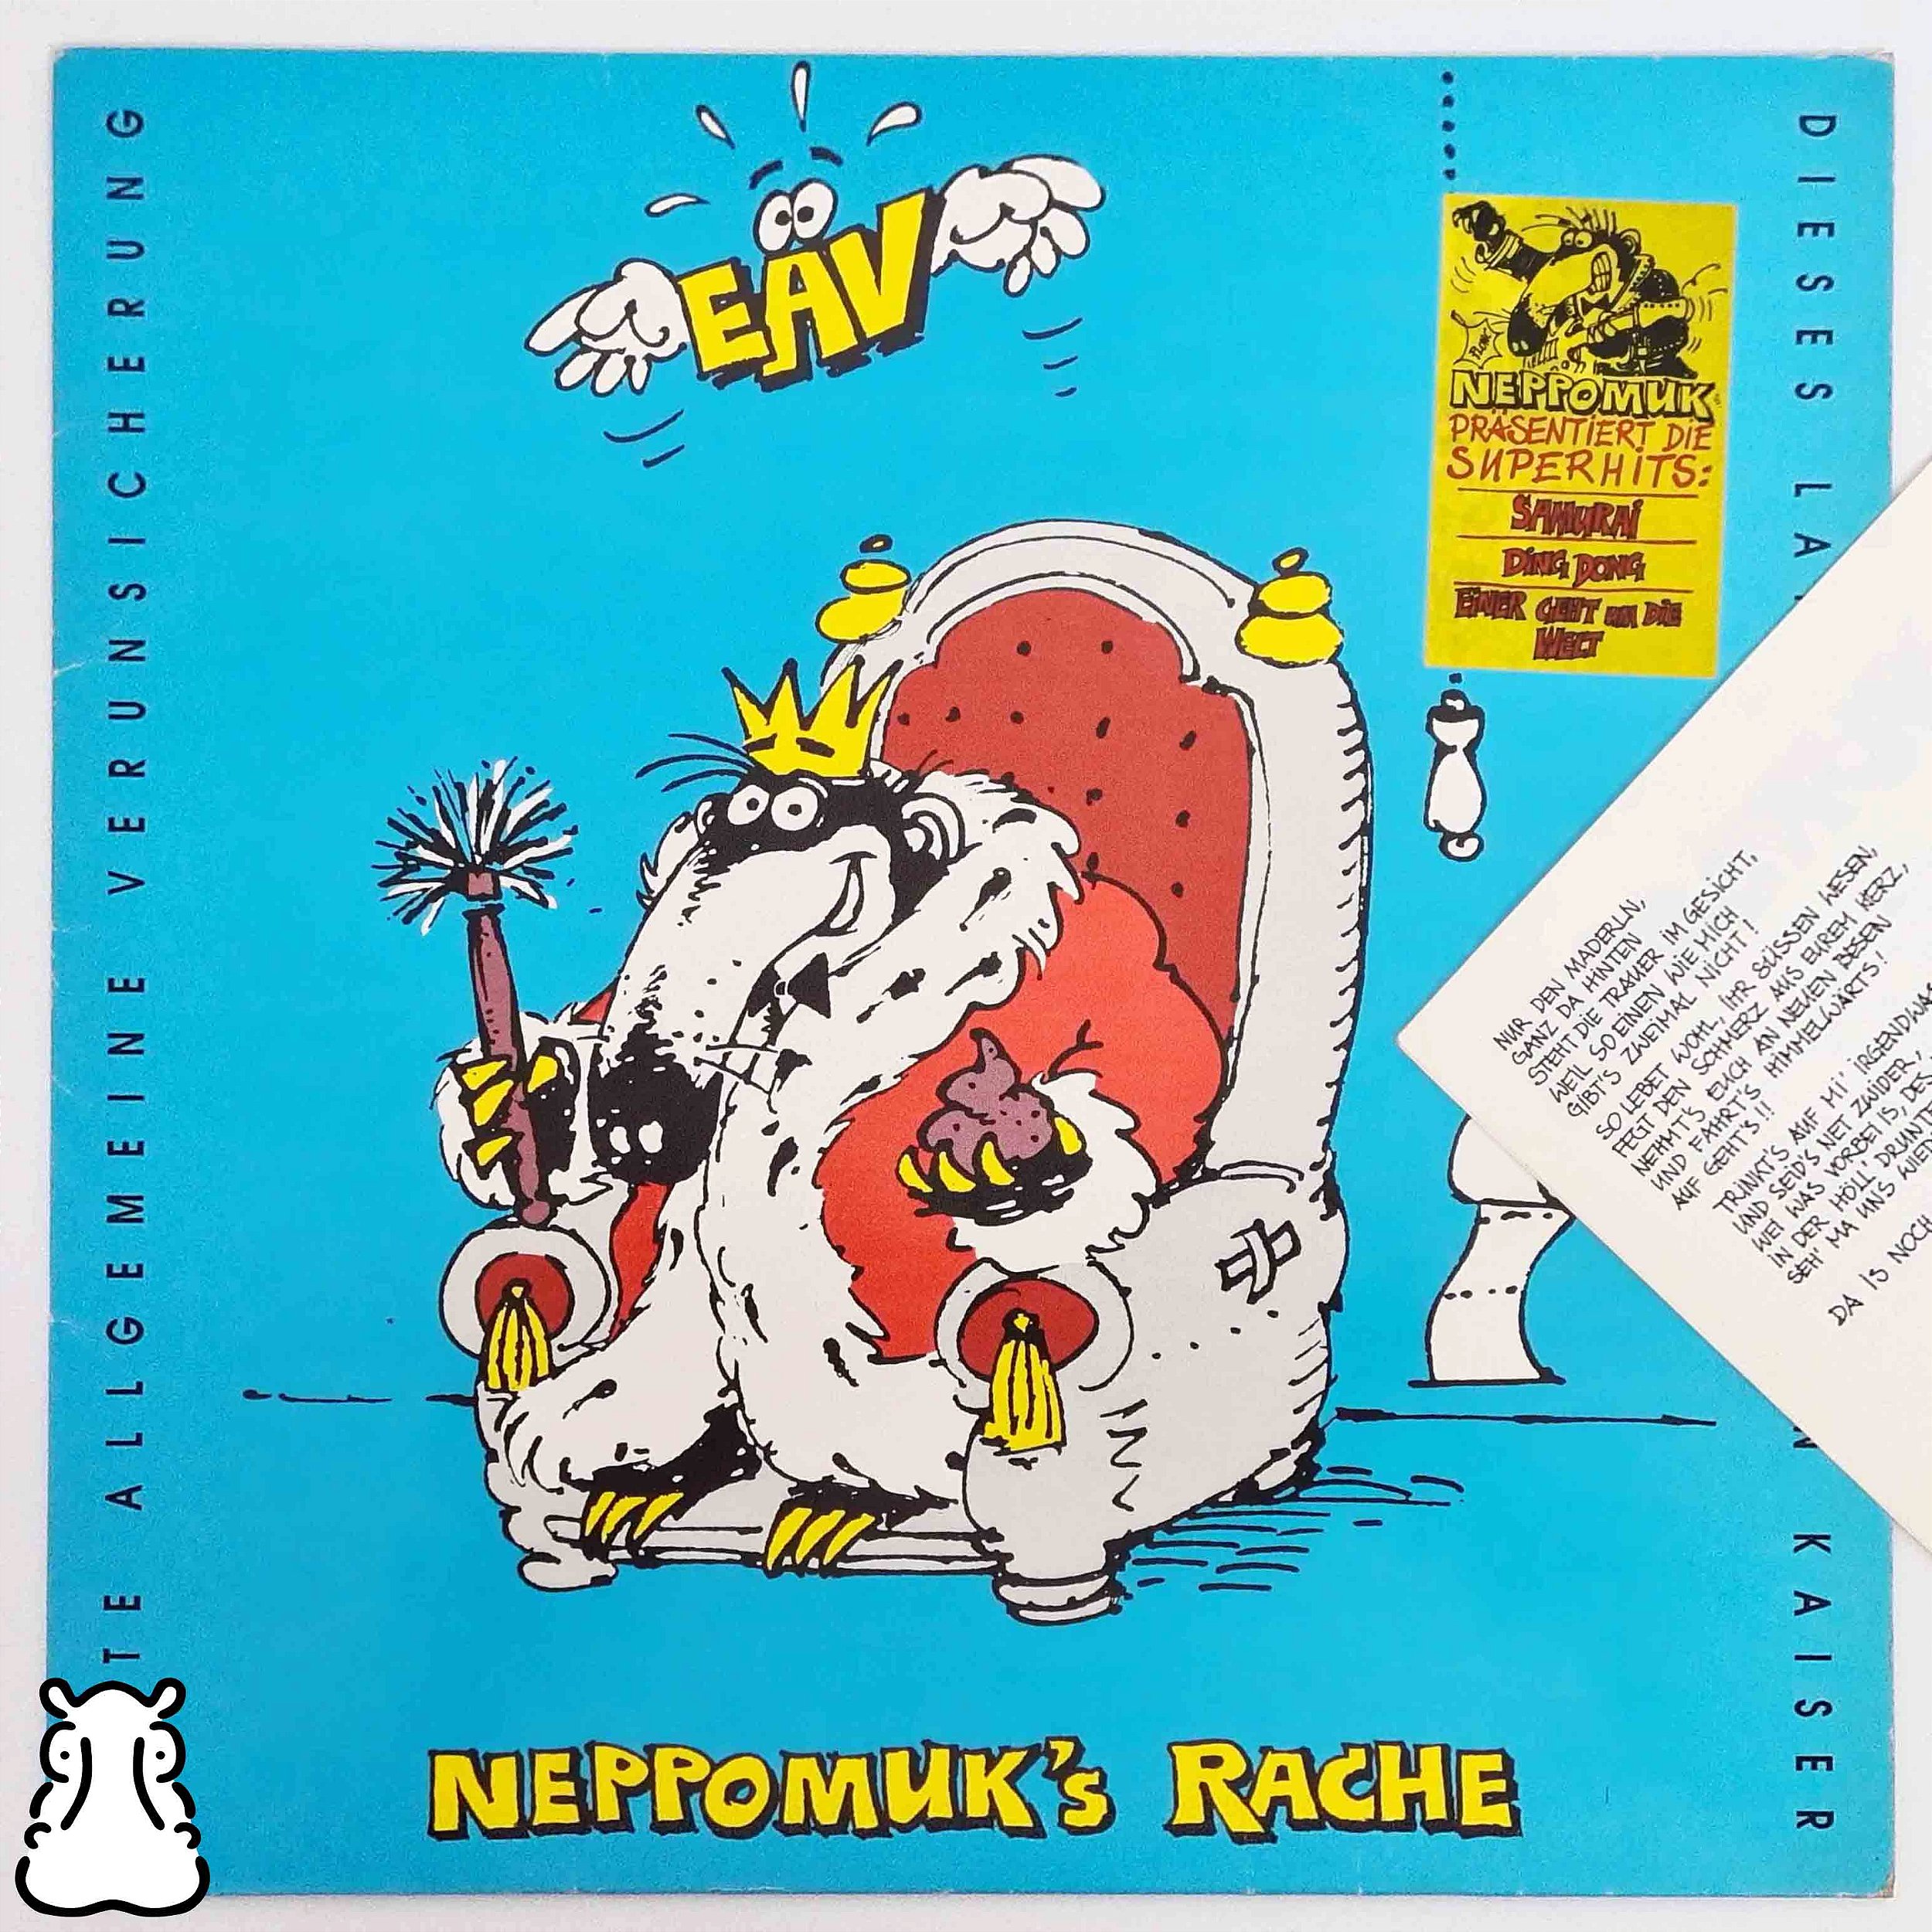 TE ALLGEMEINE VERUNSICHERUNG
EAV
DIESES LA
KAISER
PLONK
NEPPOMUK
PRÄSENTIERT DIE
SUPERHITS:
SAMURAI
DING DONG
EINER GEHT UM DIE
WELT
NUR DEN MADERLN,
GANZ DA HINTEN
STEHT DIE TRAUER IM GESICHT,
WEIL SO EINEN WIE MICH
GIBT'S ZWEIMAL NICHT!
SO LEBET WOHL, IHR SÜSSEN WESEN,
FEGT DEN SCHMERZ AUS EUREM HERZ,
NEHMT'S EUCH AN NEUEN BESEN
UND FAHRT'S HIMMELWÄRTS!
AUF GEHT'S!!
TRINKT'S AUF MI' IRGENDWAS
UND SEID'S NET ZWIDER,
WEI WAS VORBEI IS, DES
IN DER HÖLL' DRUNT
SEH' MA UNS WIED
DA IS NOCH
NEPPOMUK's RACHE